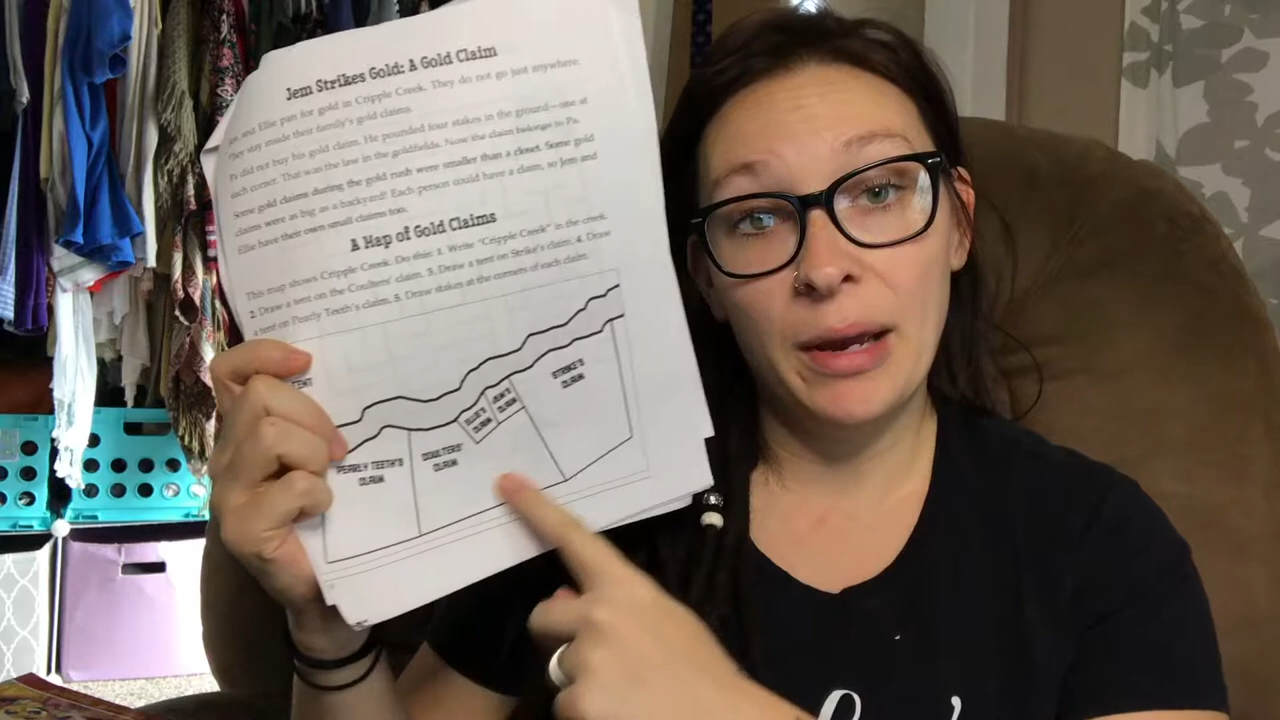 Jem Strikes Gold: A Gold Claim
and Ellie pan for gold in Cripple Creek. They do not go just anywhere.
They stay inside their family's gold claims.
Pa did not buy his gold claim. He pounded four stakes in the ground—one at
each corner. That was the law in the goldfields. Now the claim belongs to Pa.
Some gold claims during the gold rush were smaller than a closet. Some gold
claims were as big as a backyard! Each person could have a claim, so Jem and
Ellie have their own small claims too.
A Map of Gold Claims
This map shows Cripple Creek. Do this: 1. Write "Cripple Creek" in the creek.
2. Draw a tent on the Coulters' claim. 3. Draw a tent on Strike's claim. 4. Draw
a tent on Pearly Teeth's claim. 5. Draw stakes at the corners of each claim.
TENT
PEARLY TEETH'S
CLAIM
COULTERS'
CLAIM
ELLIE'S
CLAIM
JEM'S
CLAIM
STRIKE'S
CLAIM